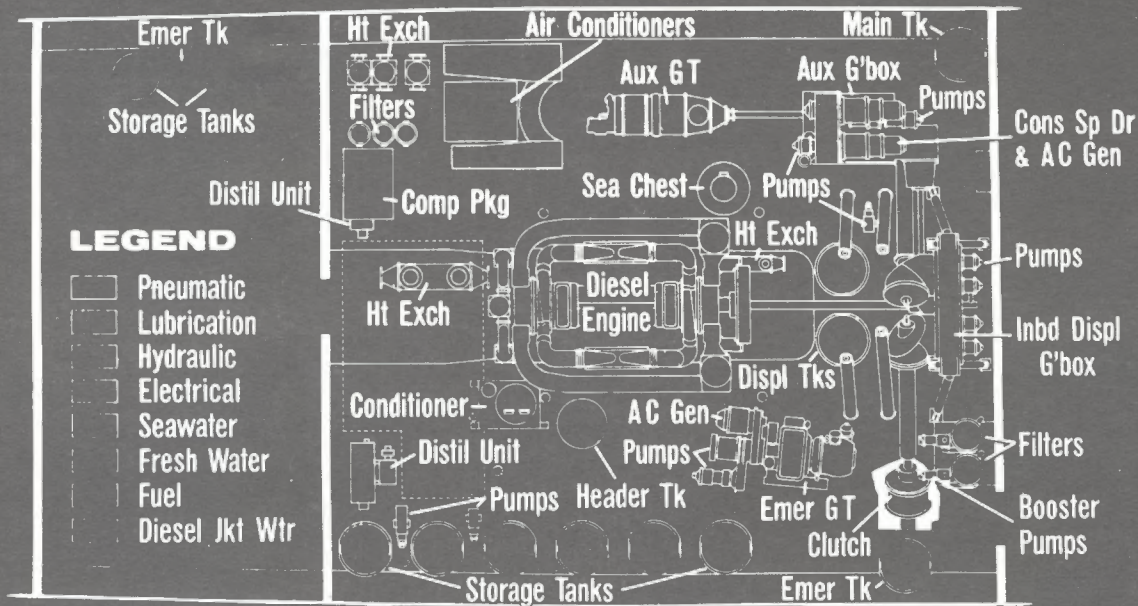 Emer Tk
Storage Tanks
Ht Exch
Air Conditioners
Main Tk
Aux GT
Aux G'box
Pumps
Filters
Cons Sp Dr
& AC Gen
Sea Chest
Pumps
Distil Unit
Comp Pkg
Ht Exch
LEGEND
Pneumatic
Lubrication
Hydraulic
Electrical
Seawater
Fresh Water
Fuel
Diesel Jkt Wtr
Ht Exch
Diesel
Engine
Pumps
Inbd Displ
G'box
Displ Tks
Conditioner
AC Gen
Distil Unit
Pumps
Filters
Pumps
Header Tk
Emer GT
Clutch
Booster
Pumps
Storage Tanks
Emer Tk